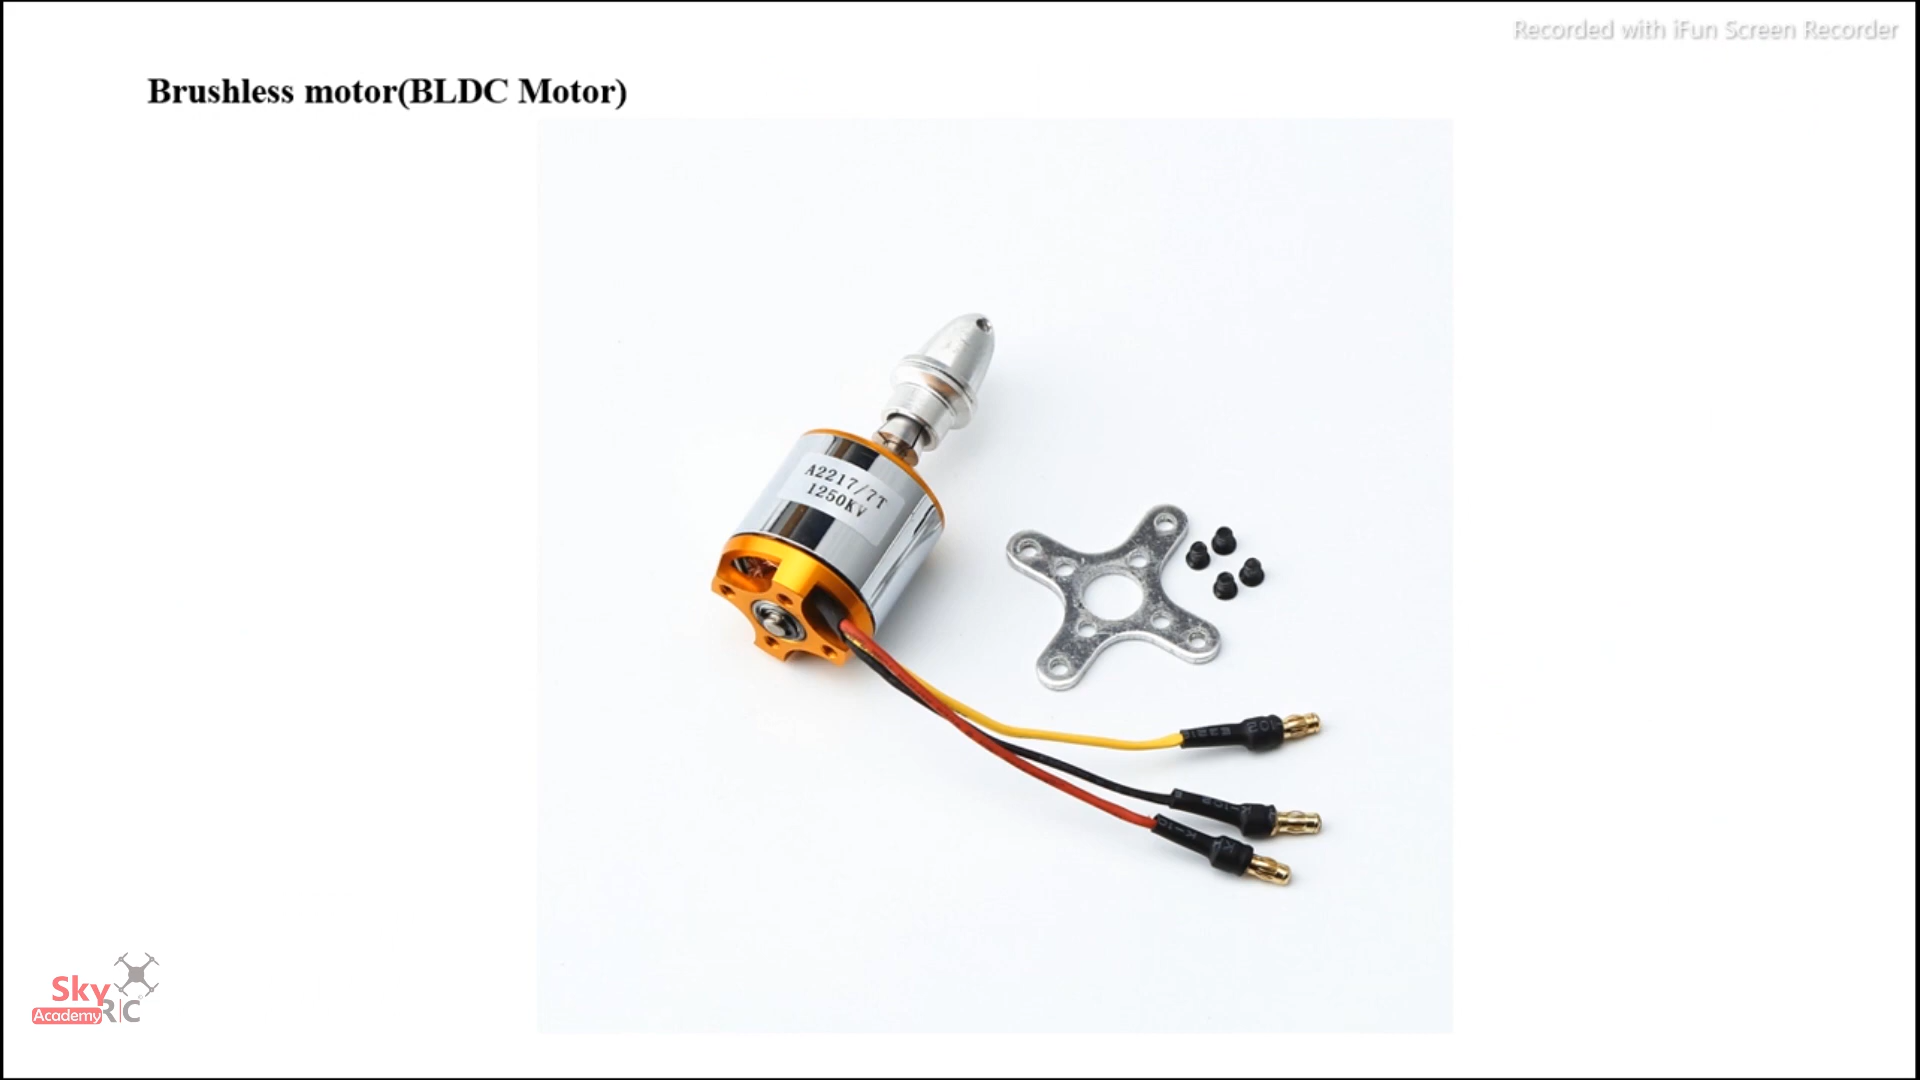 Recorded with iFun Screen Recorder
Brushless motor(BLDC Motor)
A2217/7T
1250KV
Sky
Academy RC